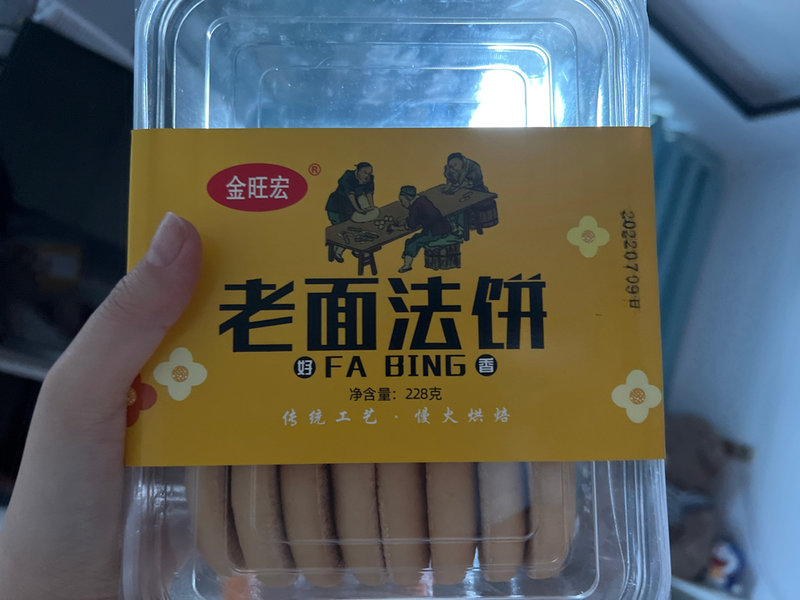 金旺宏®
20220709日
老面法饼
好 FA BING 香
净含量：228克
传统工艺·慢火烘焙